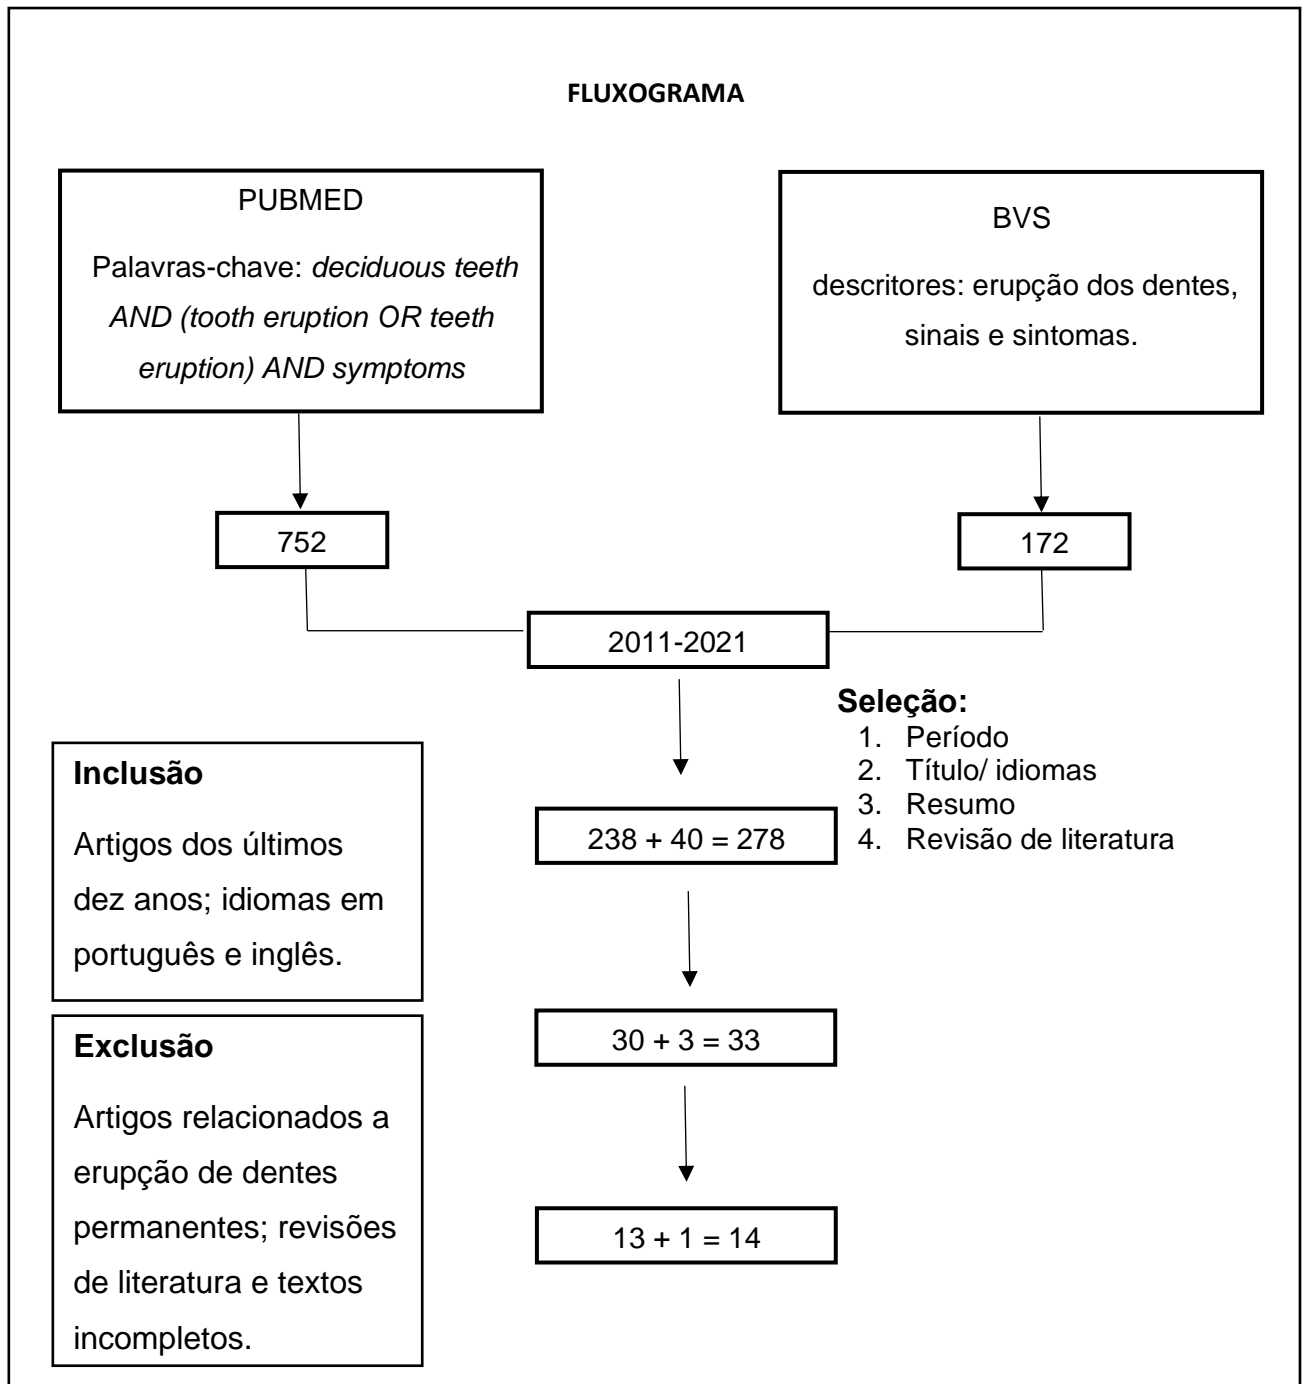 FLUXOGRAMA
PUBMED
Palavras-chave: deciduous teeth
AND (tooth eruption OR teeth
eruption) AND symptoms
BVS
descritores: erupção dos dentes,
sinais e sintomas.
752
172
2011-2021
Seleção:
1. Período
2. Título/ idiomas
3. Resumo
4. Revisão de literatura
Inclusão
Artigos dos últimos
dez anos; idiomas em
português e inglês.
238 + 40 = 278
30 + 3 = 33
Exclusão
Artigos relacionados a
erupção de dentes
permanentes; revisões
de literatura e textos
incompletos.
13 + 1 = 14